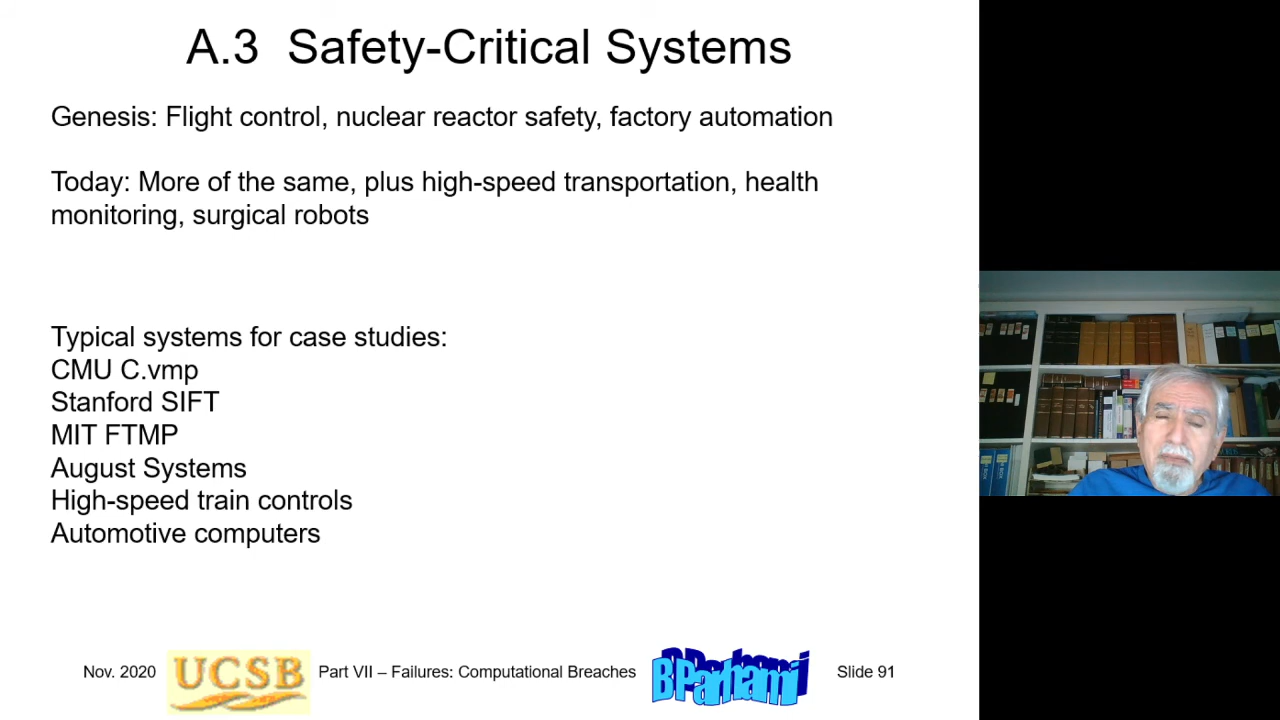 A.3 Safety-Critical Systems
Genesis: Flight control, nuclear reactor safety, factory automation
Today: More of the same, plus high-speed transportation, health
monitoring, surgical robots
Typical systems for case studies:
CMU C.vmp
Stanford SIFT
MIT FTMP
August Systems
High-speed train controls
Automotive computers
Nov. 2020 UCSB Part VII – Failures: Computational Breaches B Parhami Slide 91